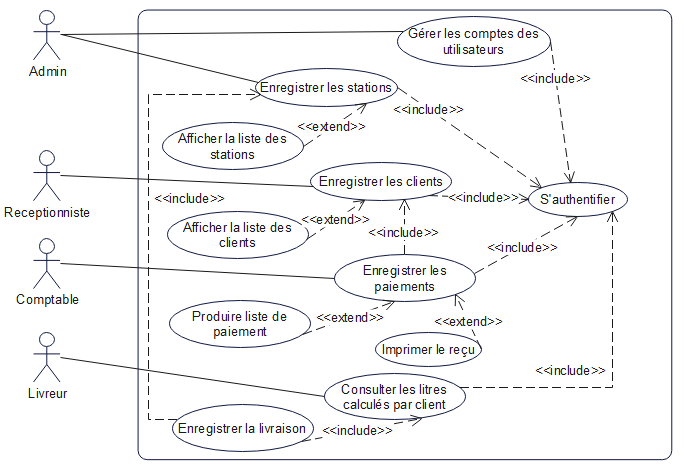 Gérer les comptes des
utilisateurs
Admin
<<include>>
Enregistrer les stations
<<include>>
<<extend>>
Afficher la liste des
stations
Enregistrer les clients
<<include>>
<<include>>
S'authentifier
Receptionniste
<<extend>>
Afficher la liste des
clients
<<include>>
<<include>>
Enregistrer les
paiements
Comptable
Produire liste de
paiement
<<extend>>
<<extend>>
Imprimer le reçu
<<include>>
Livreur
Consulter les litres
calculés par client
Enregistrer la livraison
<<include>>